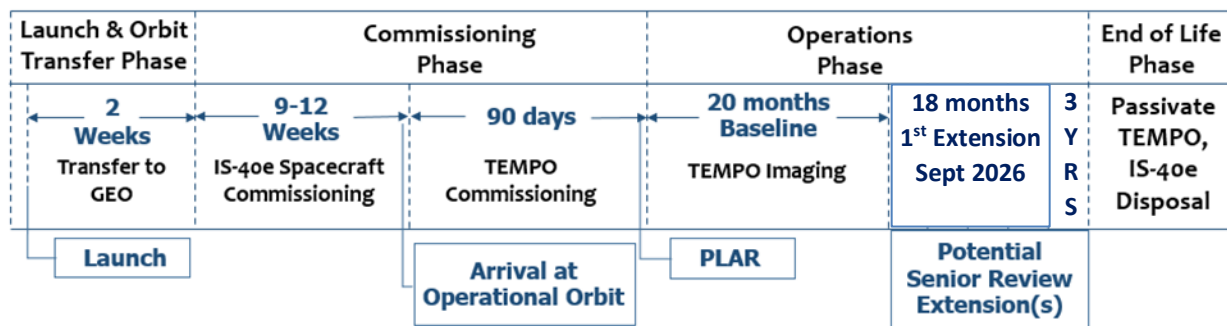 Launch & Orbit
Transfer Phase
Commissioning
Phase
Operations
Phase
End of Life
Phase
2
Weeks
Transfer to
GEO
9-12
Weeks
IS-40e Spacecraft
Commissioning
90 days
TEMPO
Commissioning
20 months
Baseline
TEMPO Imaging
18 months
1st Extension
Sept 2026
3
Y
R
S
Passivate
TEMPO,
IS-40e
Disposal
Launch
Arrival at
Operational Orbit
PLAR
Potential
Senior Review
Extension(s)